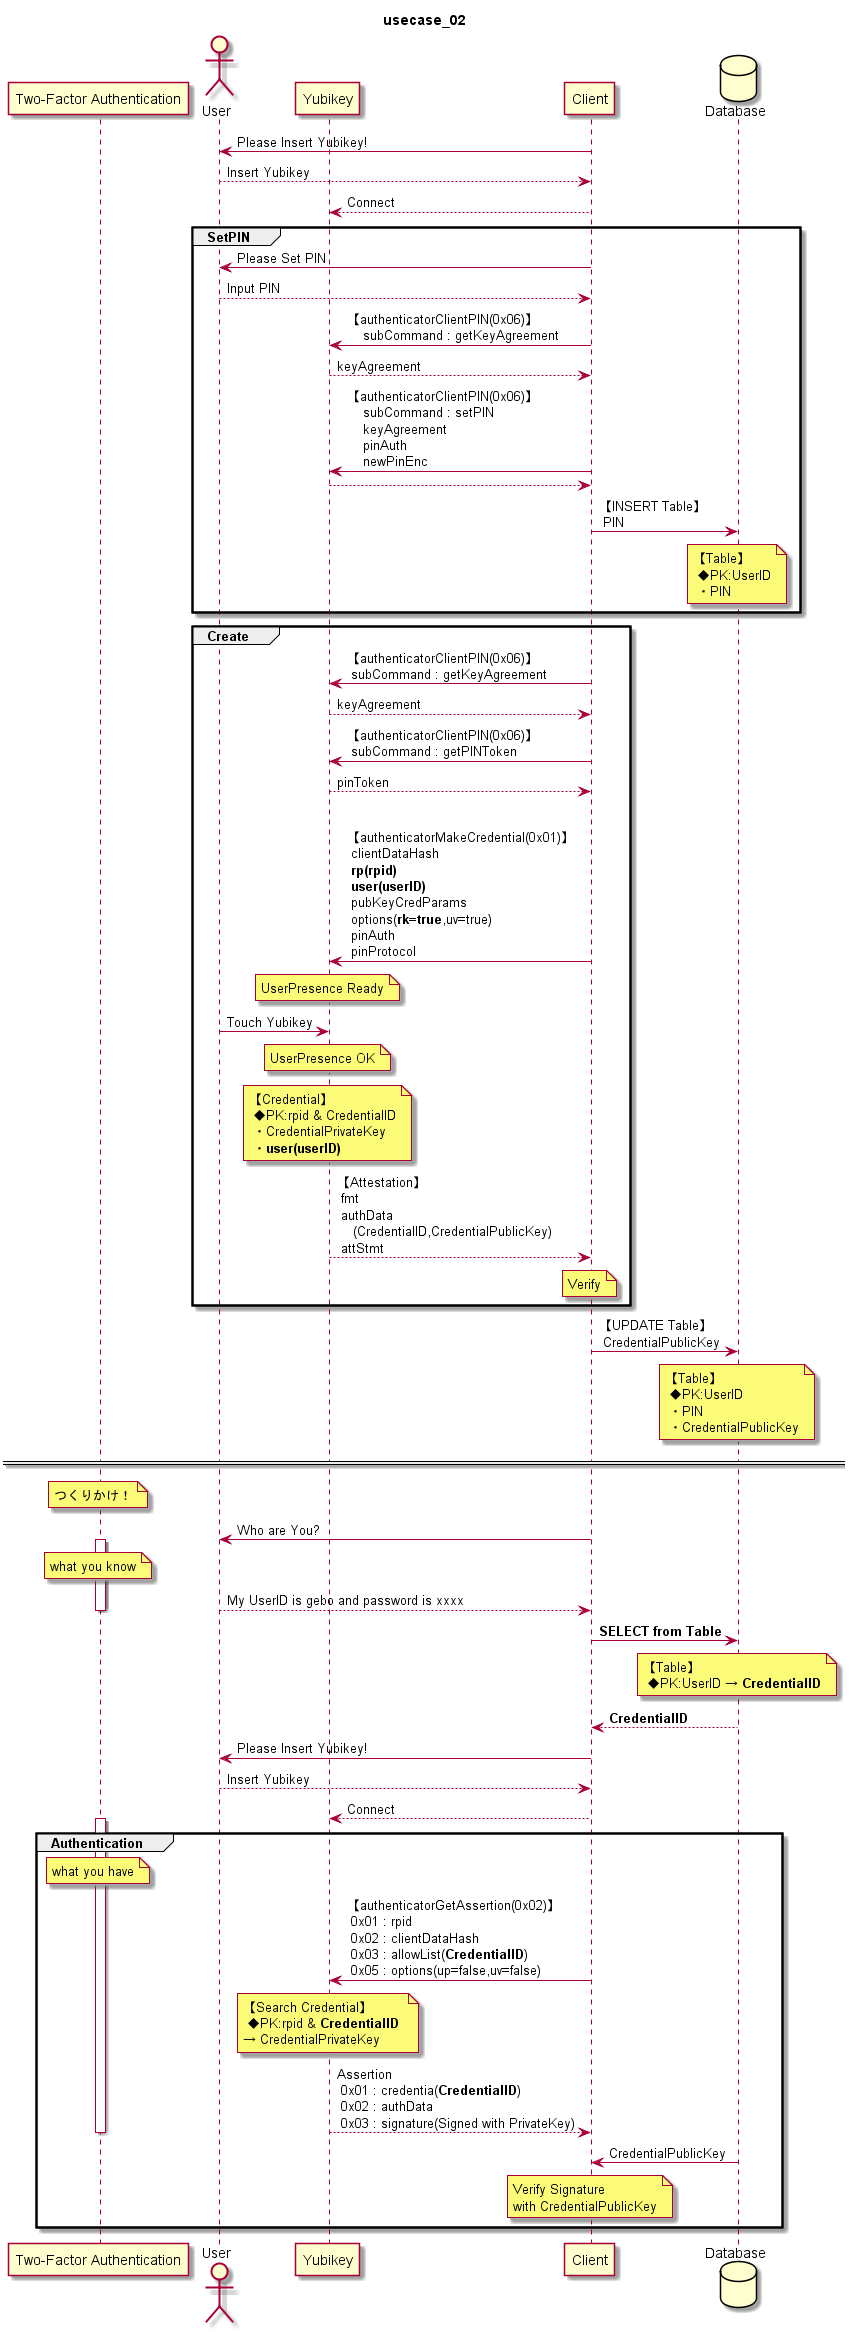 usecase_02
Two-Factor Authentication
User
Yubikey
Client
Database
Please Insert Yubikey!
Insert Yubikey
Connect
SetPIN
Please Set PIN
Input PIN
【authenticatorClientPIN(0x06)】
subCommand : getKeyAgreement
keyAgreement
【authenticatorClientPIN(0x06)】
subCommand : setPIN
keyAgreement
pinAuth
newPinEnc
【INSERT Table】
PIN
【Table】
◆PK:UserID
・PIN
Create
【authenticatorClientPIN(0x06)】
subCommand : getKeyAgreement
keyAgreement
【authenticatorClientPIN(0x06)】
subCommand : getPINToken
pinToken
【authenticatorMakeCredential(0x01)】
clientDataHash
rp(rpid)
user(userID)
pubKeyCredParams
options(rk=true,uv=true)
pinAuth
pinProtocol
UserPresence Ready
Touch Yubikey
UserPresence OK
【Credential】
◆PK:rpid & CredentialID
・CredentialPrivateKey
・user(userID)
【Attestation】
fmt
authData
(CredentialID,CredentialPublicKey)
attStmt
Verify
【UPDATE Table】
CredentialPublicKey
【Table】
◆PK:UserID
・PIN
・CredentialPublicKey
つくりかけ！
Who are You?
what you know
My UserID is gebo and password is xxxx
SELECT from Table
【Table】
◆PK:UserID → CredentialID
CredentialID
Please Insert Yubikey!
Insert Yubikey
Connect
Authentication
what you have
【authenticatorGetAssertion(0x02)】
0x01 : rpid
0x02 : clientDataHash
0x03 : allowList(CredentialID)
0x05 : options(up=false,uv=false)
【Search Credential】
◆PK:rpid & CredentialID
→ CredentialPrivateKey
Assertion
0x01 : credentia(CredentialID)
0x02 : authData
0x03 : signature(Signed with PrivateKey)
CredentialPublicKey
Verify Signature
with CredentialPublicKey
Two-Factor Authentication
User
Yubikey
Client
Database